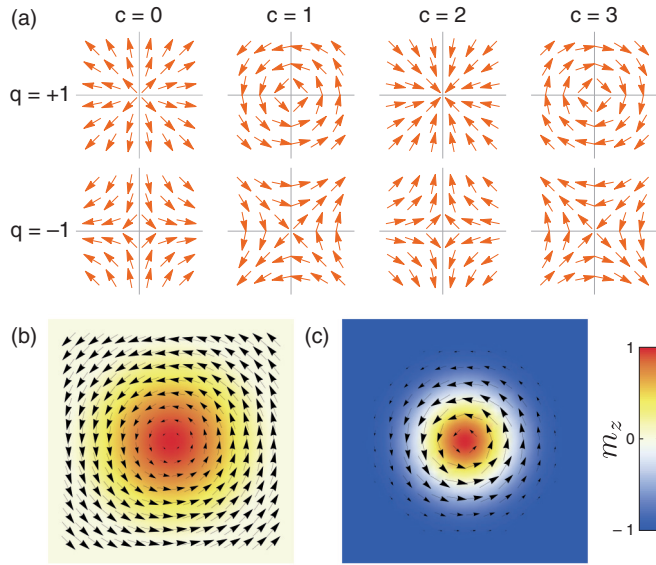 (a)
c = 0
c = 1
c = 2
c = 3
q = +1
q = −1
(b)
(c)
1
0
− 1
m_z